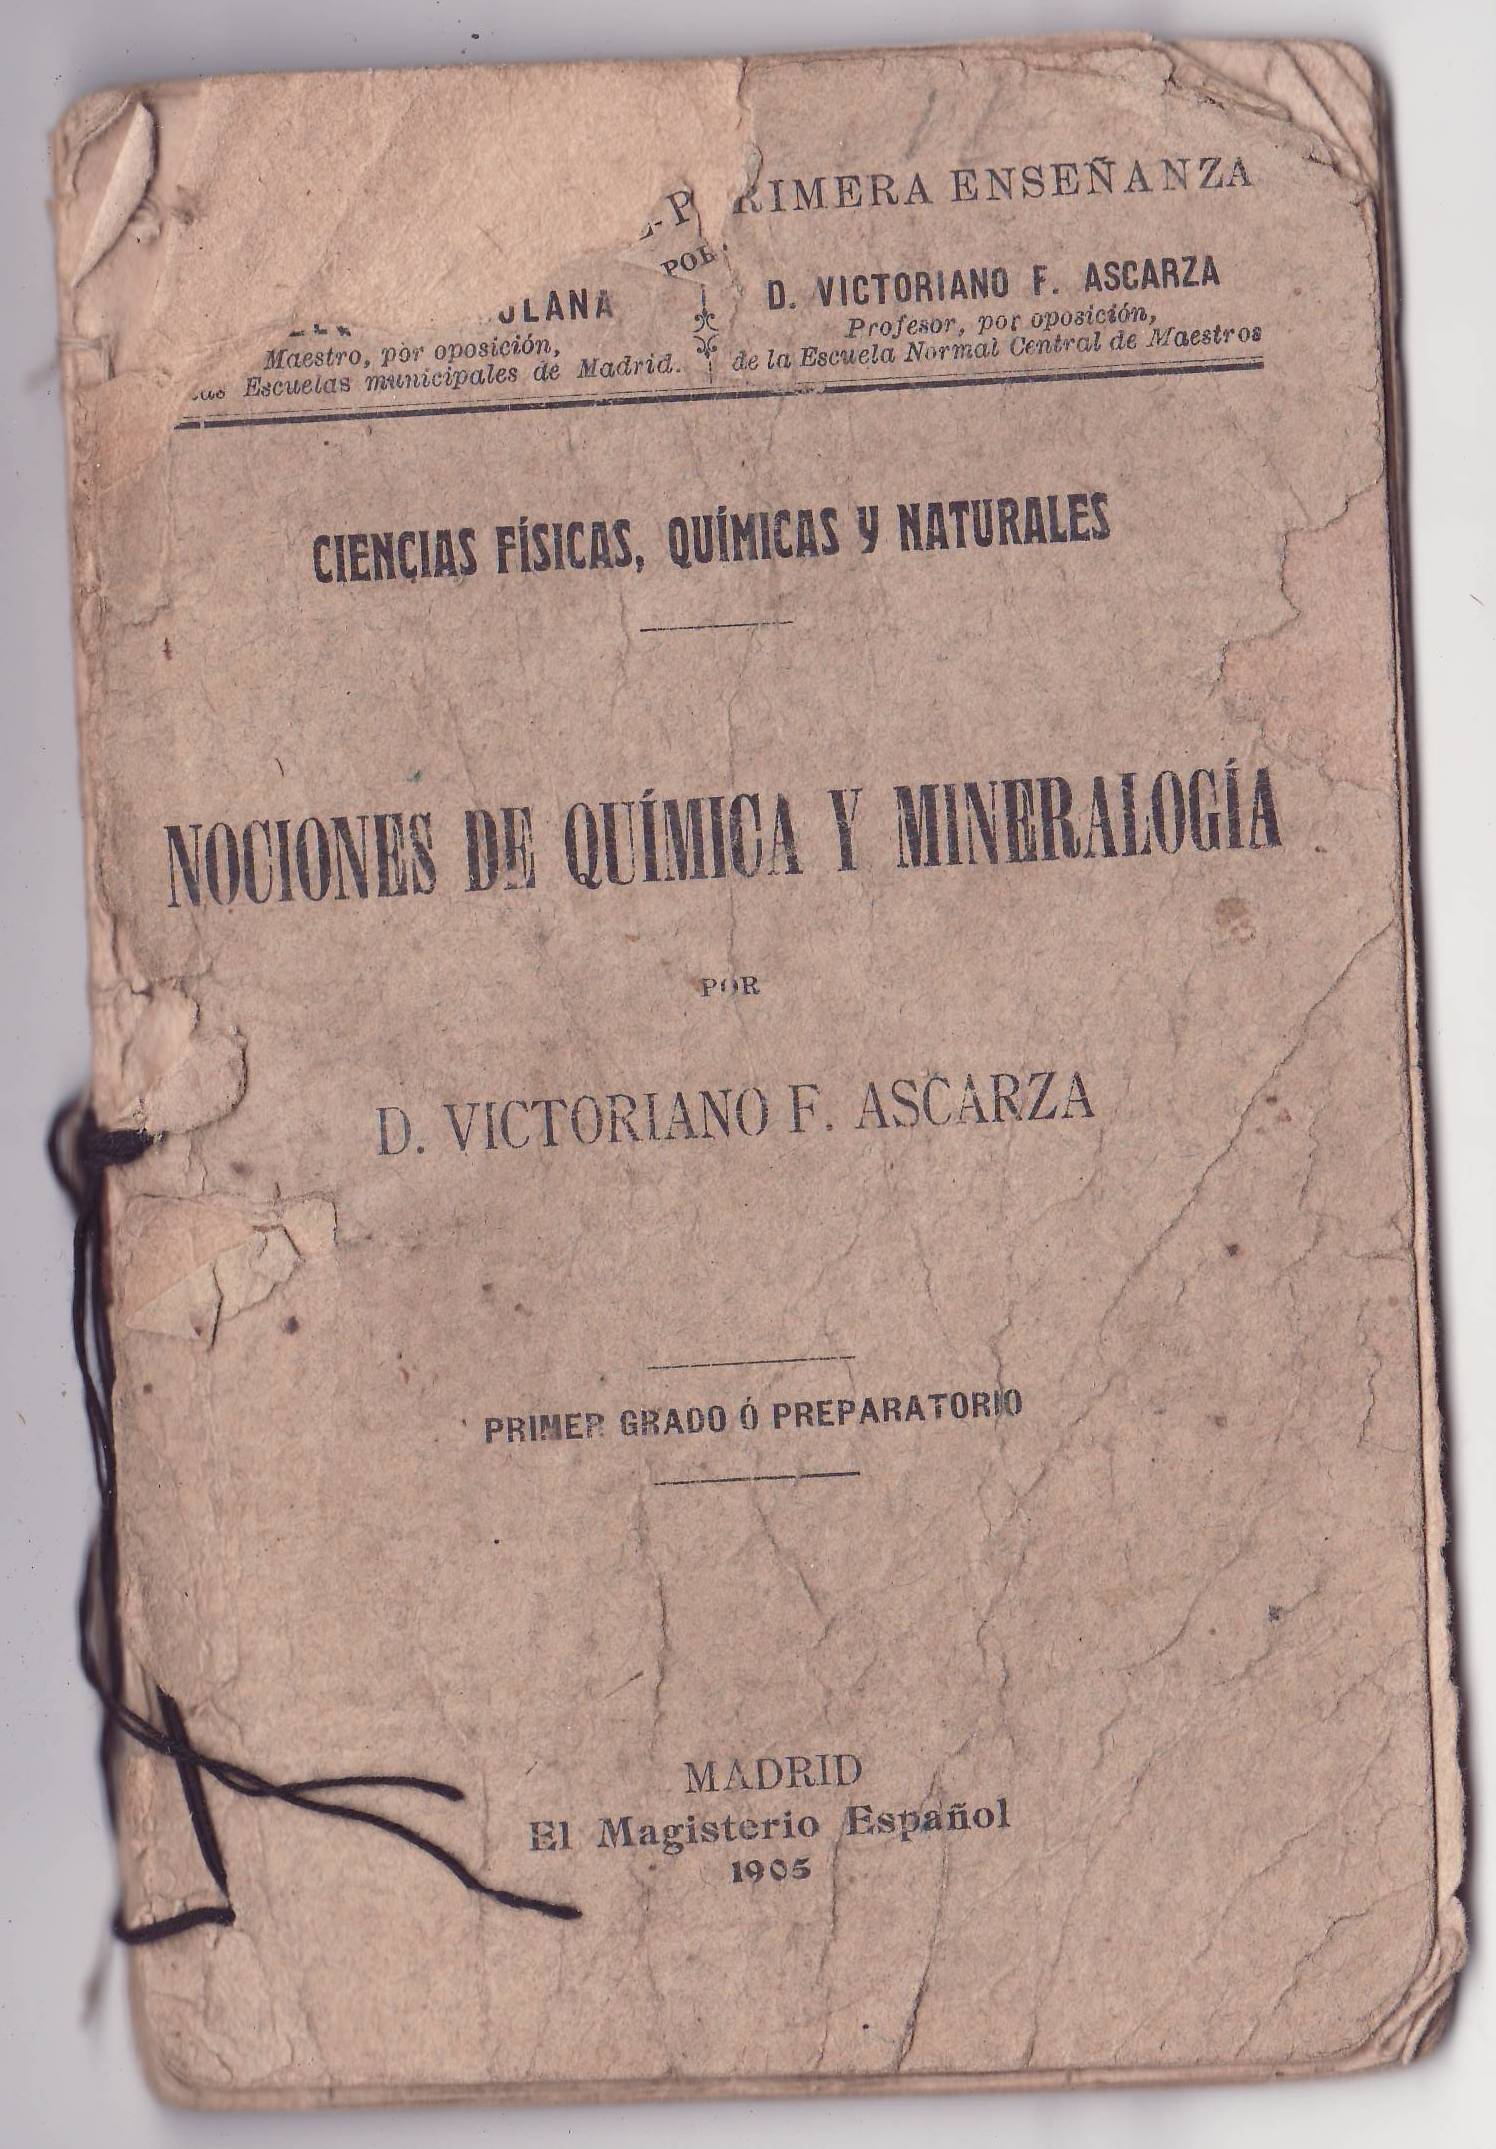 PRIMERA ENSEÑANZA
POR
D. VICTORIANO F. ASCARZA
Maestro, por oposición,
Escuelas municipales de Madrid.
Profesor, por oposición,
de la Escuela Normal Central de Maestros
CIENCIAS FÍSICAS, QUÍMICAS Y NATURALES
NOCIONES DE QUÍMICA Y MINERALOGÍA
POR
D. VICTORIANO F. ASCARZA
PRIMER GRADO Ó PREPARATORIO
MADRID
El Magisterio Español
1905